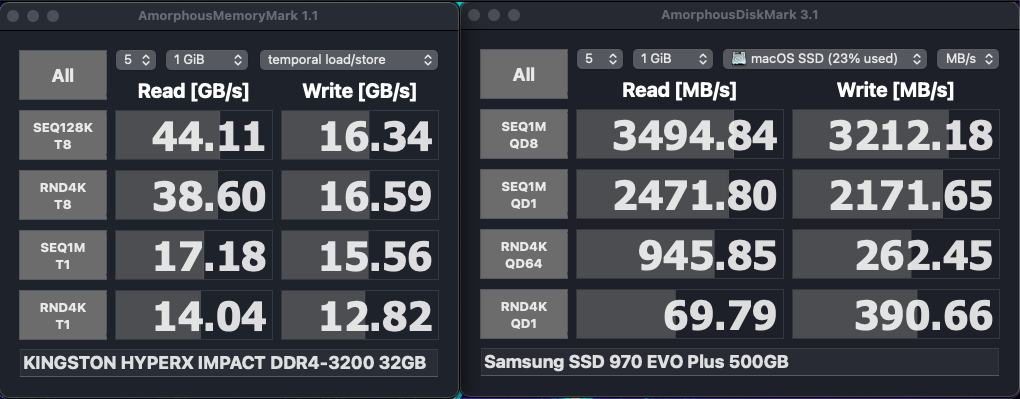 AmorphousMemoryMark 1.1
All
5
1 GiB
temporal load/store
Read [GB/s]
Write [GB/s]
SEQ128K
T8
44.11
16.34
RND4K
T8
38.60
16.59
SEQ1M
T1
17.18
15.56
RND4K
T1
14.04
12.82
KINGSTON HYPERX IMPACT DDR4-3200 32GB
AmorphousDiskMark 3.1
All
5
1 GiB
macOS SSD (23% used)
MB/s
Read [MB/s]
Write [MB/s]
SEQ1M
QD8
3494.84
3212.18
SEQ1M
QD1
2471.80
2171.65
RND4K
QD64
945.85
262.45
RND4K
QD1
69.79
390.66
Samsung SSD 970 EVO Plus 500GB